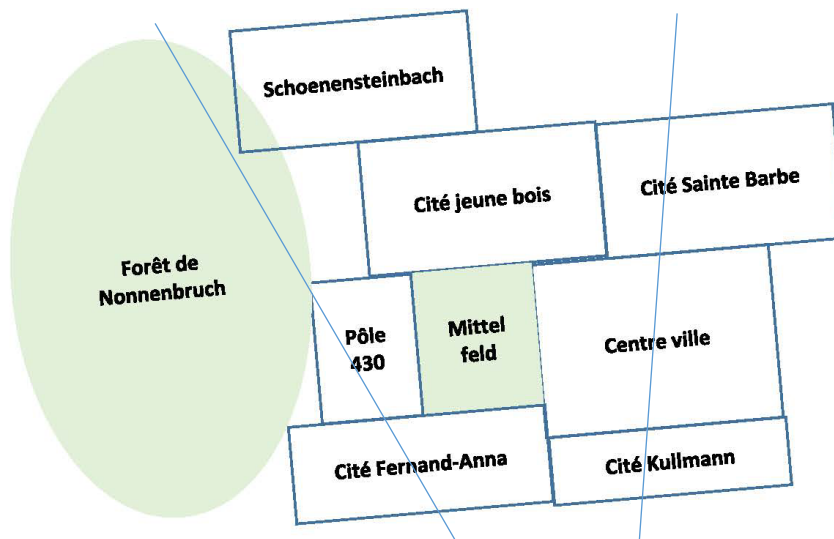 Schoenensteinbach
Cité jeune bois
Cité Sainte Barbe
Forêt de
Nonnenbruch
Pôle
430
Mittel
feld
Centre ville
Cité Fernand-Anna
Cité Kullmann